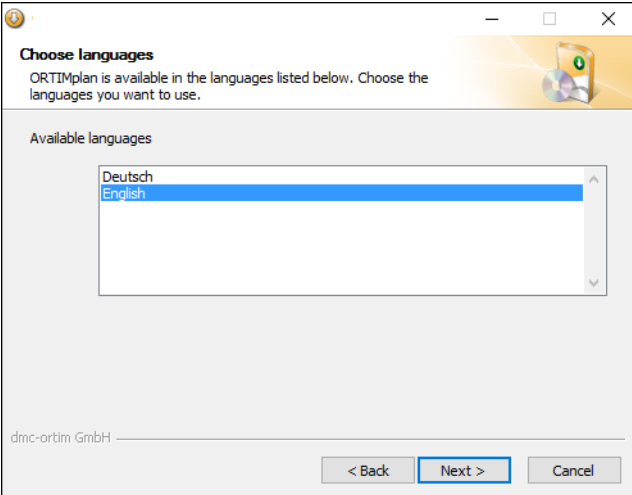 Choose languages
ORTIMplan is available in the languages listed below. Choose the
languages you want to use.
Available languages
Deutsch
English
dmc-ortim GmbH
< Back
Next >
Cancel